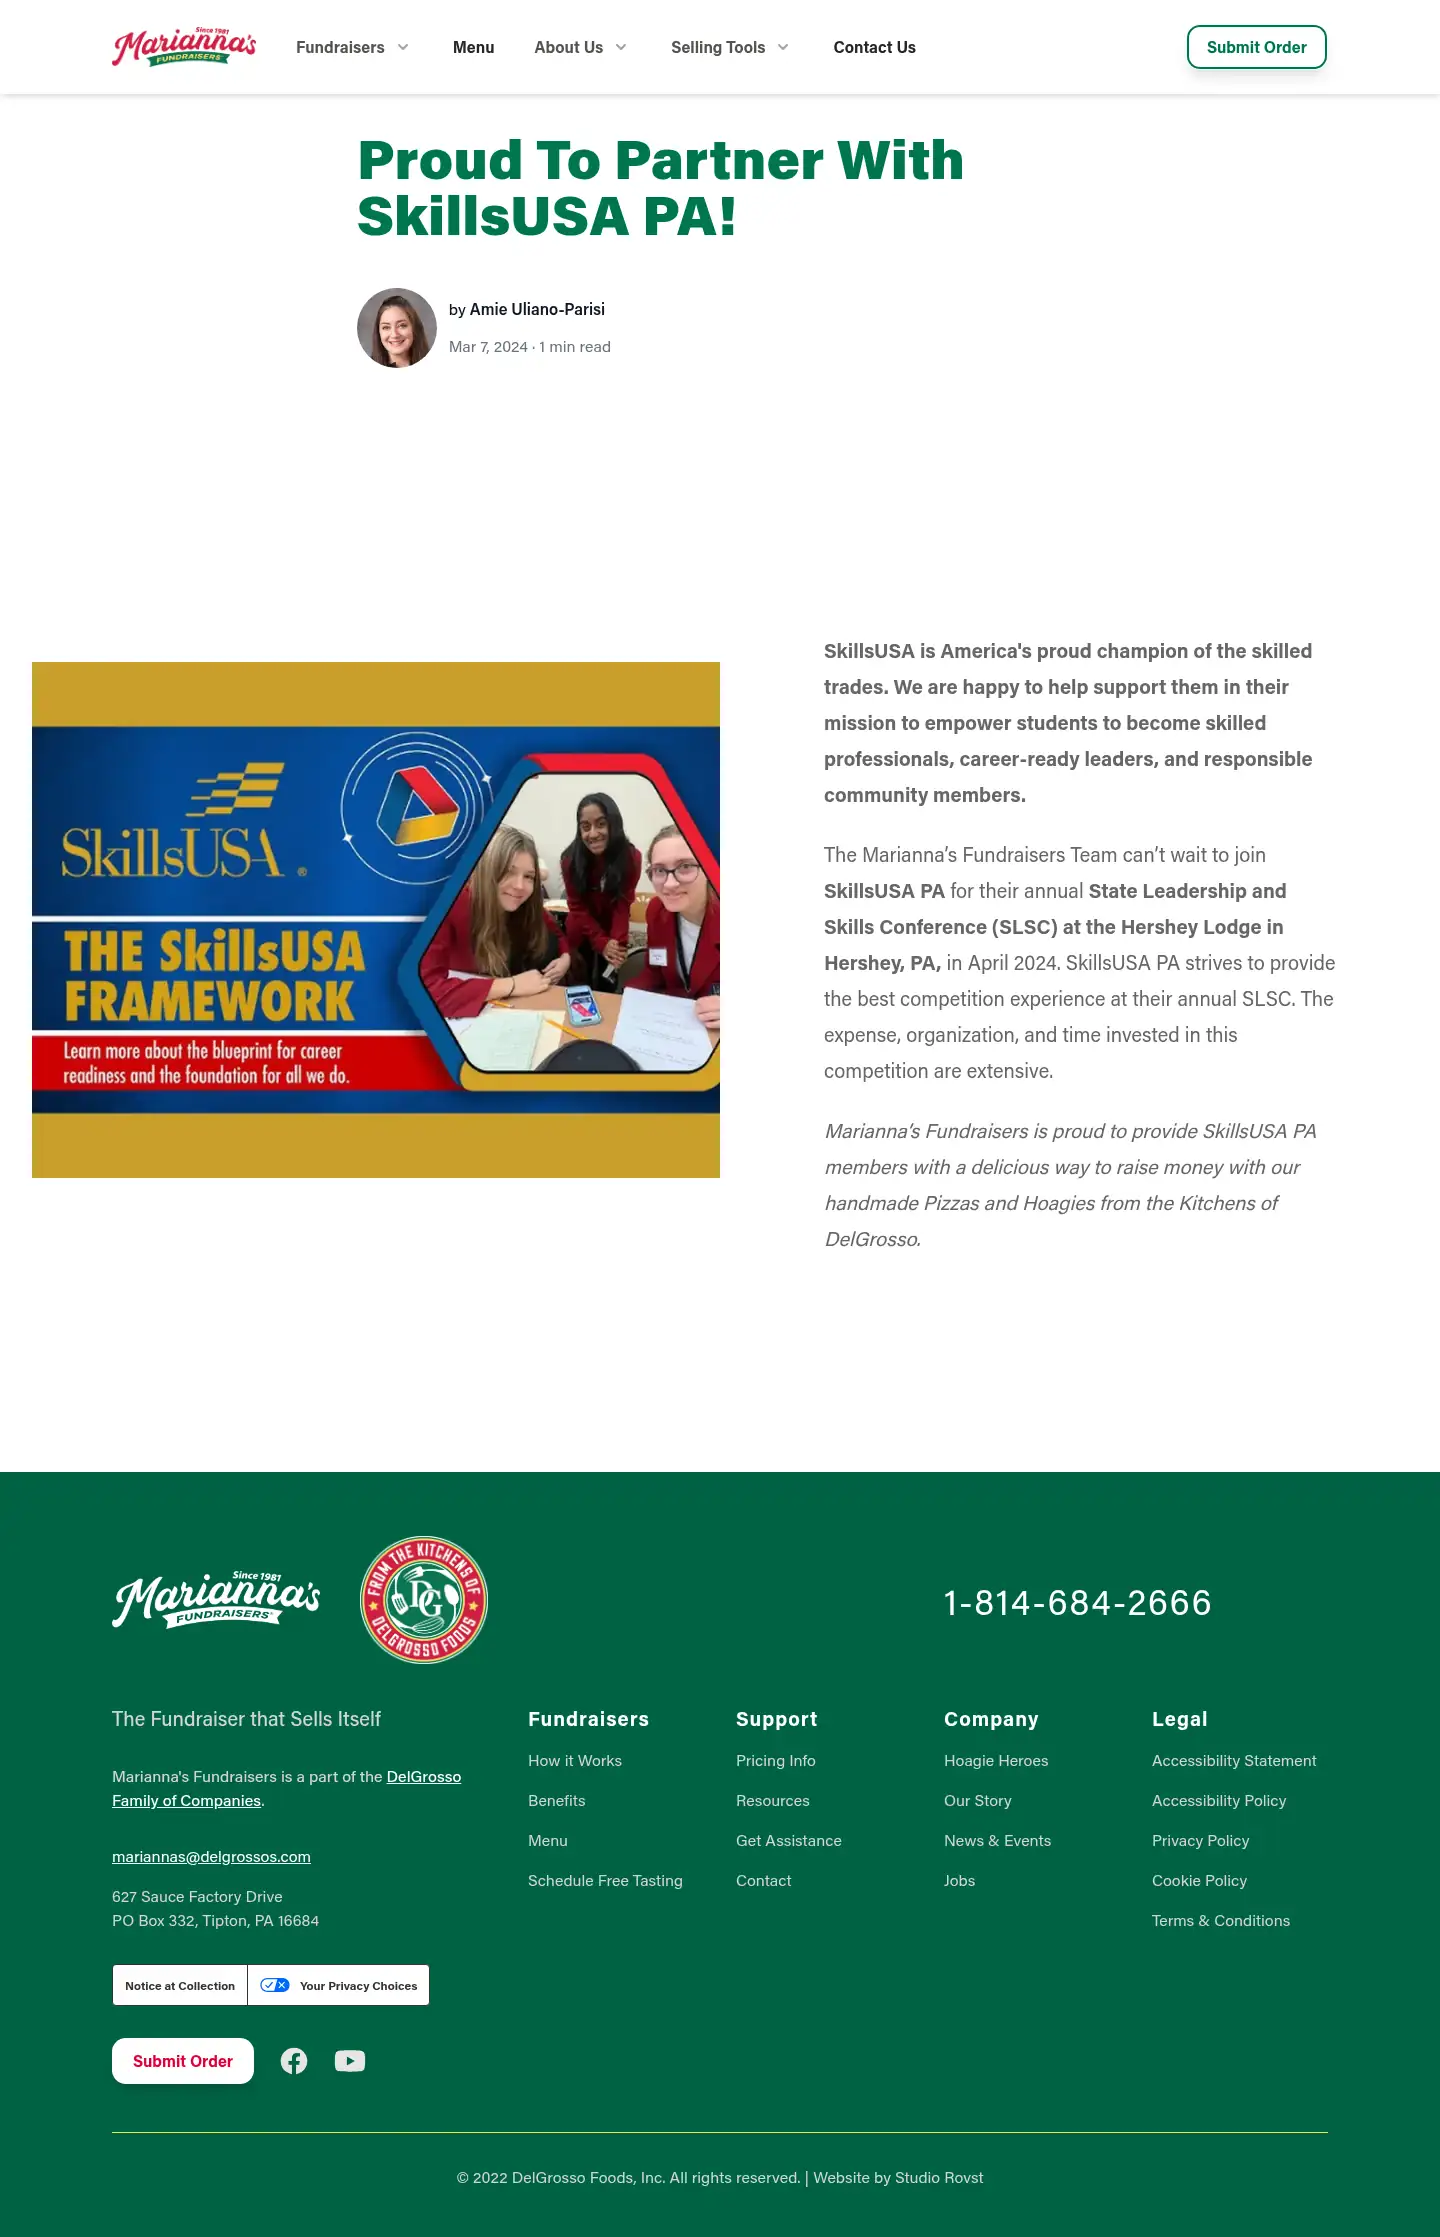 Since 1981
Marianna's
FUNDRAISERS
Fundraisers
Menu
About Us
Selling Tools
Contact Us
Submit Order
Proud To Partner With
SkillsUSA PA!
by Amie Uliano-Parisi
Mar 7, 2024 · 1 min read
SkillsUSA ®
THE SkillsUSA
FRAMEWORK
Learn more about the blueprint for career
readiness and the foundation for all we do.
SkillsUSA is America's proud champion of the skilled
trades. We are happy to help support them in their
mission to empower students to become skilled
professionals, career-ready leaders, and responsible
community members.
The Marianna’s Fundraisers Team can’t wait to join
SkillsUSA PA for their annual State Leadership and
Skills Conference (SLSC) at the Hershey Lodge in
Hershey, PA, in April 2024. SkillsUSA PA strives to provide
the best competition experience at their annual SLSC. The
expense, organization, and time invested in this
competition are extensive.
Marianna’s Fundraisers is proud to provide SkillsUSA PA
members with a delicious way to raise money with our
handmade Pizzas and Hoagies from the Kitchens of
DelGrosso.
Since 1981
Marianna's
FUNDRAISERS
FROM THE KITCHENS OF
DG
DELGROSSO FOODS
1-814-684-2666
The Fundraiser that Sells Itself
Marianna's Fundraisers is a part of the DelGrosso
Family of Companies.
mariannas@delgrossos.com
627 Sauce Factory Drive
PO Box 332, Tipton, PA 16684
Notice at Collection
Your Privacy Choices
Submit Order
Fundraisers
How it Works
Benefits
Menu
Schedule Free Tasting
Support
Pricing Info
Resources
Get Assistance
Contact
Company
Hoagie Heroes
Our Story
News & Events
Jobs
Legal
Accessibility Statement
Accessibility Policy
Privacy Policy
Cookie Policy
Terms & Conditions
© 2022 DelGrosso Foods, Inc. All rights reserved. | Website by Studio Rovst